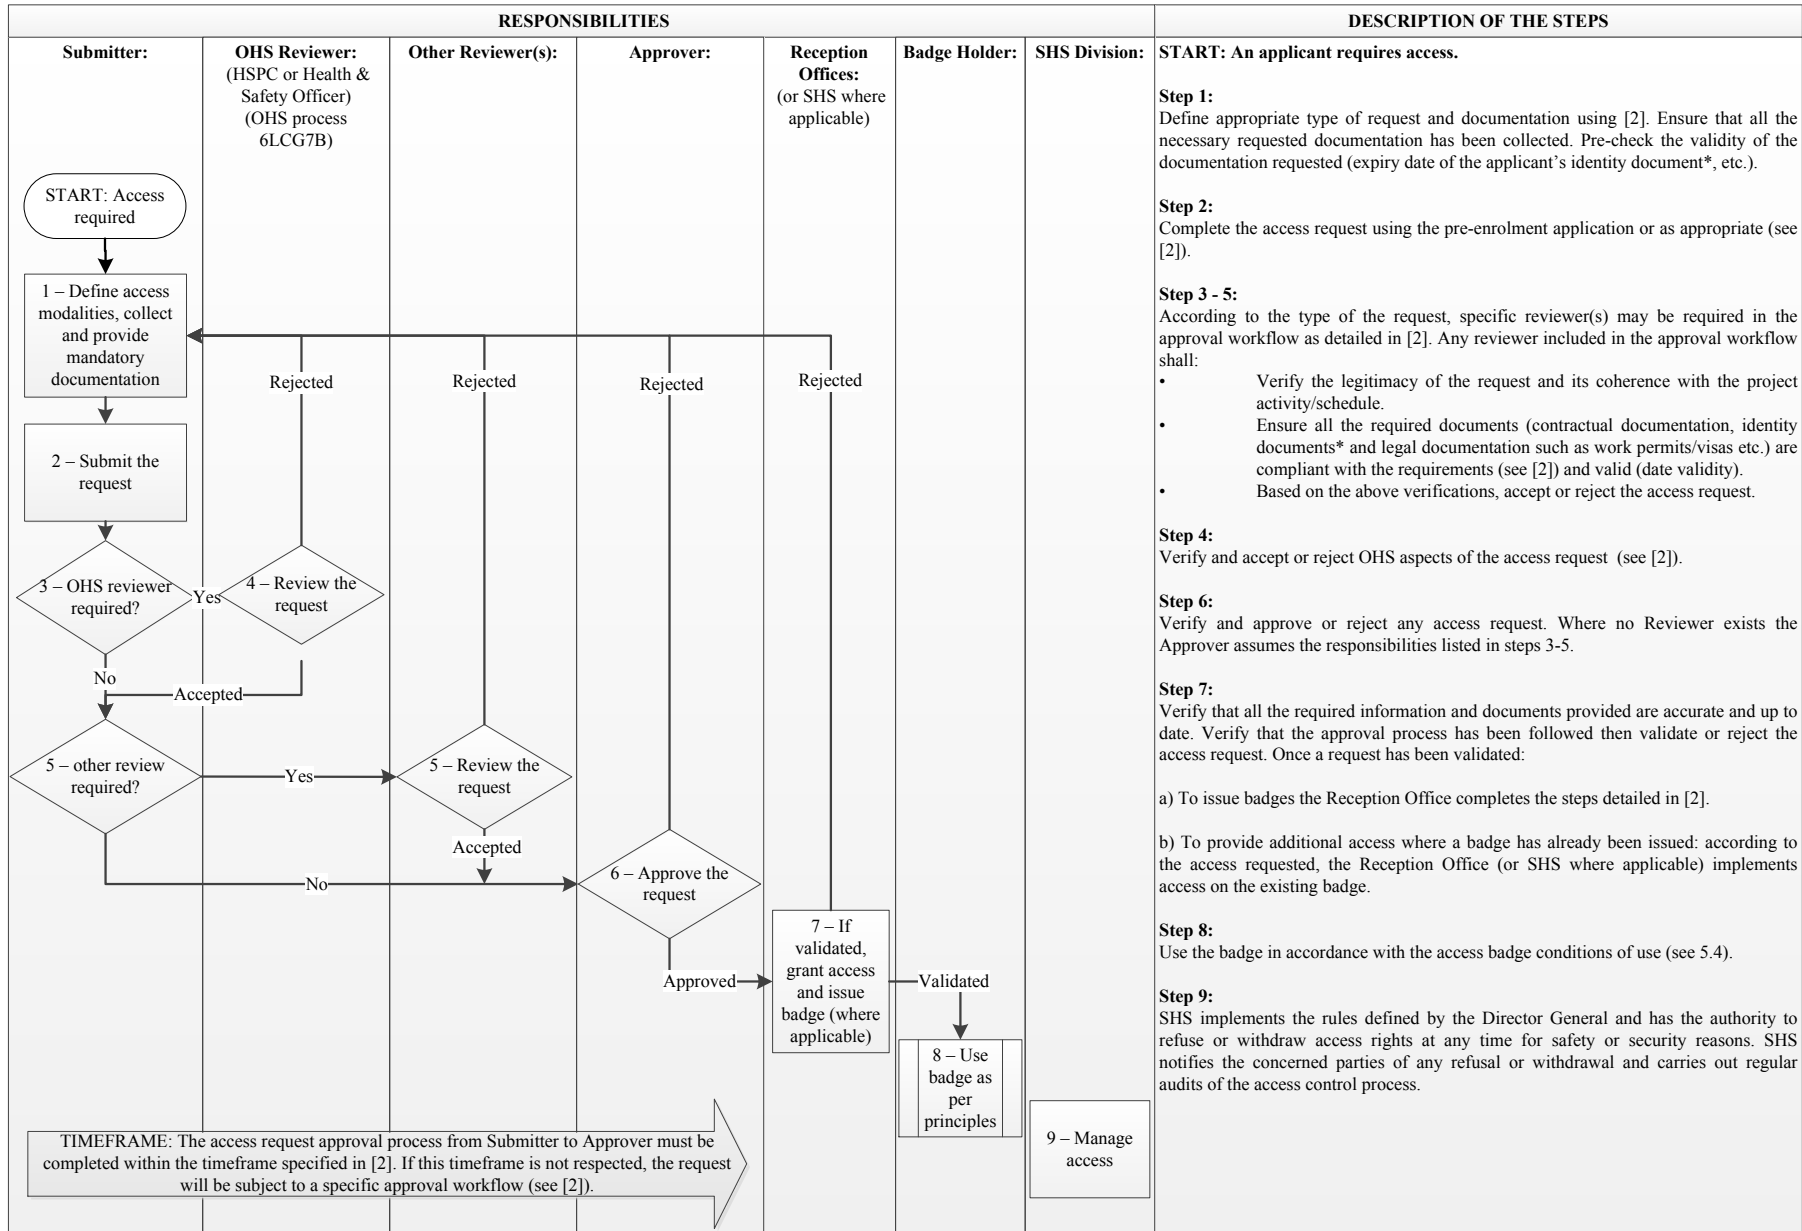 RESPONSIBILITIES
DESCRIPTION OF THE STEPS
Submitter:
OHS Reviewer:
(HSPC or Health &
Safety Officer)
(OHS process
6LCG7B)
Other Reviewer(s):
Approver:
Reception
Offices:
(or SHS where
applicable)
Badge Holder:
SHS Division:
START: Access
required
1 – Define access
modalities, collect
and provide
mandatory
documentation
Rejected
Rejected
Rejected
Rejected
2 – Submit the
request
3 – OHS reviewer
required?
Yes
4 – Review the
request
No
Accepted
5 – other review
required?
Yes
5 – Review the
request
Accepted
No
6 – Approve the
request
Approved
7 – If
validated,
grant access
and issue
badge (where
applicable)
Validated
8 – Use
badge as
per
principles
9 – Manage
access
TIMEFRAME: The access request approval process from Submitter to Approver must be
completed within the timeframe specified in [2]. If this timeframe is not respected, the request
will be subject to a specific approval workflow (see [2]).
START: An applicant requires access.
Step 1:
Define appropriate type of request and documentation using [2]. Ensure that all the
necessary requested documentation has been collected. Pre-check the validity of the
documentation requested (expiry date of the applicant’s identity document*, etc.).
Step 2:
Complete the access request using the pre-enrolment application or as appropriate (see
[2]).
Step 3 - 5:
According to the type of the request, specific reviewer(s) may be required in the
approval workflow as detailed in [2]. Any reviewer included in the approval workflow
shall:
• Verify the legitimacy of the request and its coherence with the project
activity/schedule.
• Ensure all the required documents (contractual documentation, identity
documents* and legal documentation such as work permits/visas etc.) are
compliant with the requirements (see [2]) and valid (date validity).
• Based on the above verifications, accept or reject the access request.
Step 4:
Verify and accept or reject OHS aspects of the access request (see [2]).
Step 6:
Verify and approve or reject any access request. Where no Reviewer exists the
Approver assumes the responsibilities listed in steps 3-5.
Step 7:
Verify that all the required information and documents provided are accurate and up to
date. Verify that the approval process has been followed then validate or reject the
access request. Once a request has been validated:
a) To issue badges the Reception Office completes the steps detailed in [2].
b) To provide additional access where a badge has already been issued: according to
the access requested, the Reception Office (or SHS where applicable) implements
access on the existing badge.
Step 8:
Use the badge in accordance with the access badge conditions of use (see 5.4).
Step 9:
SHS implements the rules defined by the Director General and has the authority to
refuse or withdraw access rights at any time for safety or security reasons. SHS
notifies the concerned parties of any refusal or withdrawal and carries out regular
audits of the access control process.